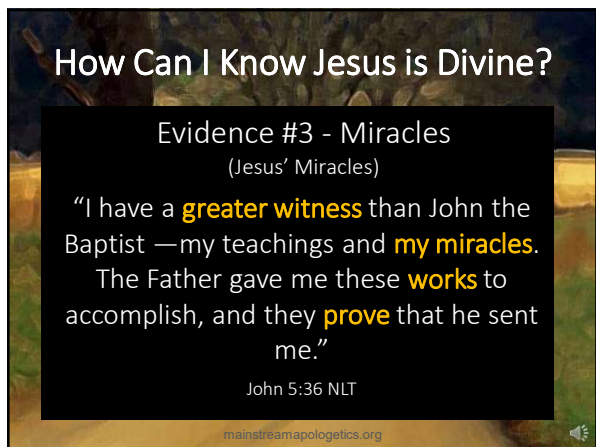 How Can I Know Jesus is Divine?
Evidence #3 - Miracles
(Jesus’ Miracles)
“I have a greater witness than John the
Baptist —my teachings and my miracles.
The Father gave me these works to
accomplish, and they prove that he sent
me.”
John 5:36 NLT
mainstreamapologetics.org